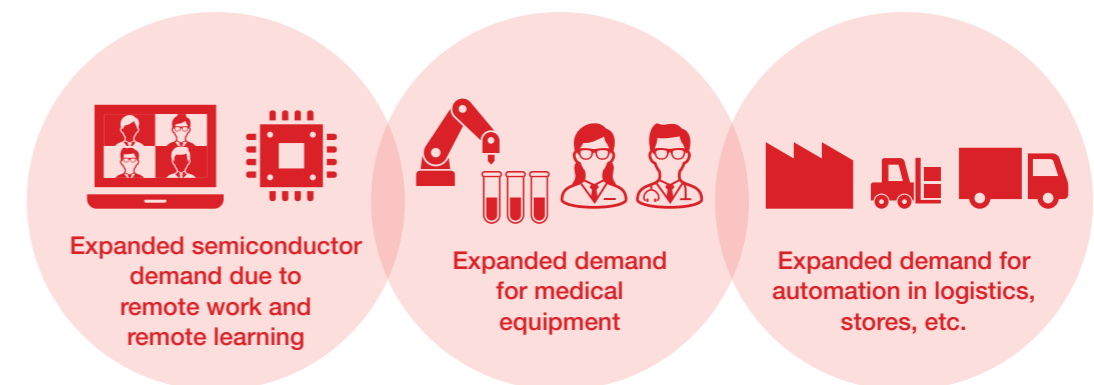 Expanded semiconductor
demand due to
remote work and
remote learning
Expanded demand
for medical
equipment
Expanded demand for
automation in logistics,
stores, etc.